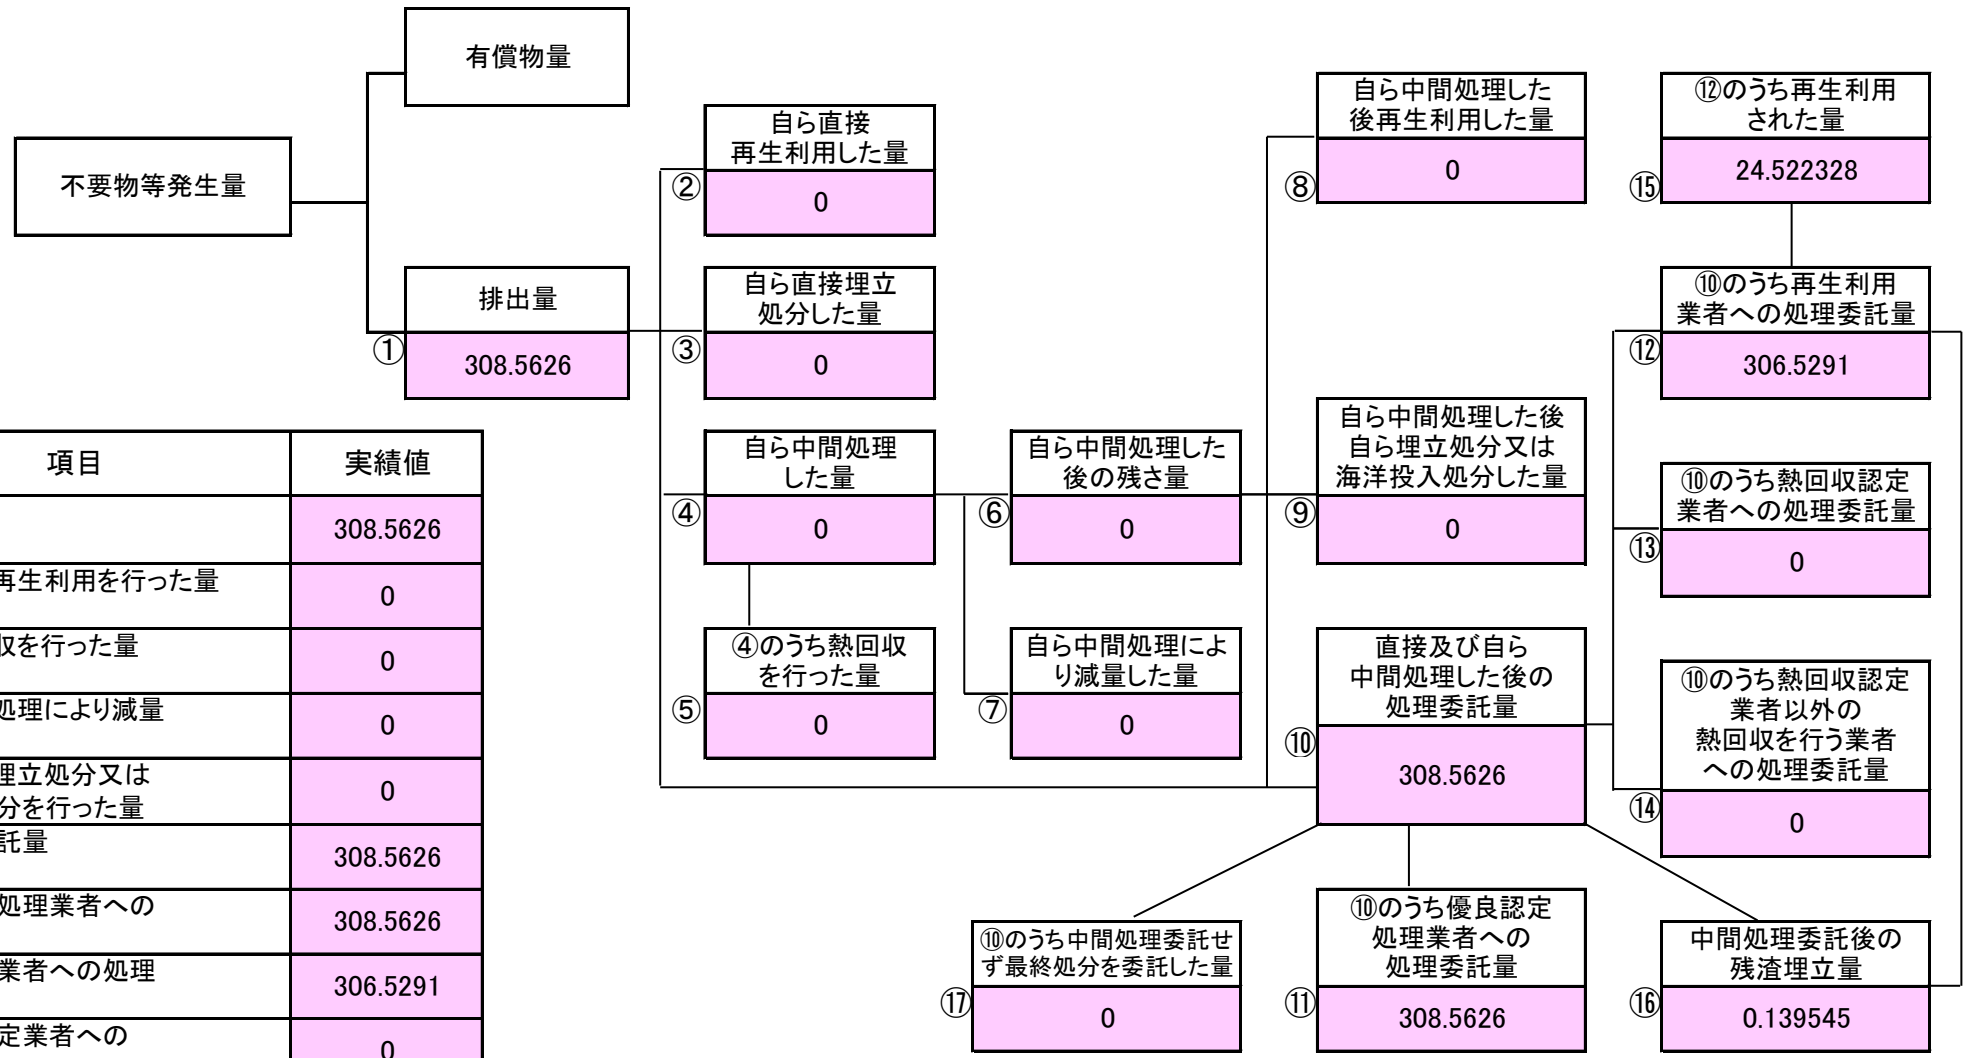 有償物量
不要物等発生量
排出量
①
308.5626
自ら直接
再生利用した量
②
0
自ら直接埋立
処分した量
③
0
自ら中間処理
した量
④
0
④のうち熱回収
を行った量
⑤
0
自ら中間処理した
後の残さ量
⑥
0
自ら中間処理によ
り減量した量
⑦
0
自ら中間処理した
後再生利用した量
⑧
0
自ら中間処理した後
自ら埋立処分又は
海洋投入処分した量
⑨
0
直接及び自ら
中間処理した後の
処理委託量
⑩
308.5626
⑫のうち再生利用
された量
⑮
24.522328
⑩のうち再生利用
業者への処理委託量
⑫
306.5291
⑩のうち熱回収認定
業者への処理委託量
⑬
0
⑩のうち熱回収認定
業者以外の
熱回収を行う業者
への処理委託量
⑭
0
⑩のうち中間処理委託せ
ず最終処分を委託した量
⑰
0
⑩のうち優良認定
処理業者への
処理委託量
⑪
308.5626
中間処理委託後の
残渣埋立量
⑯
0.139545
項目 実績値
308.5626
再生利用を行った量 0
収を行った量 0
処理により減量 0
埋立処分又は
分を行った量 0
託量 308.5626
処理業者への 308.5626
業者への処理 306.5291
定業者への 0